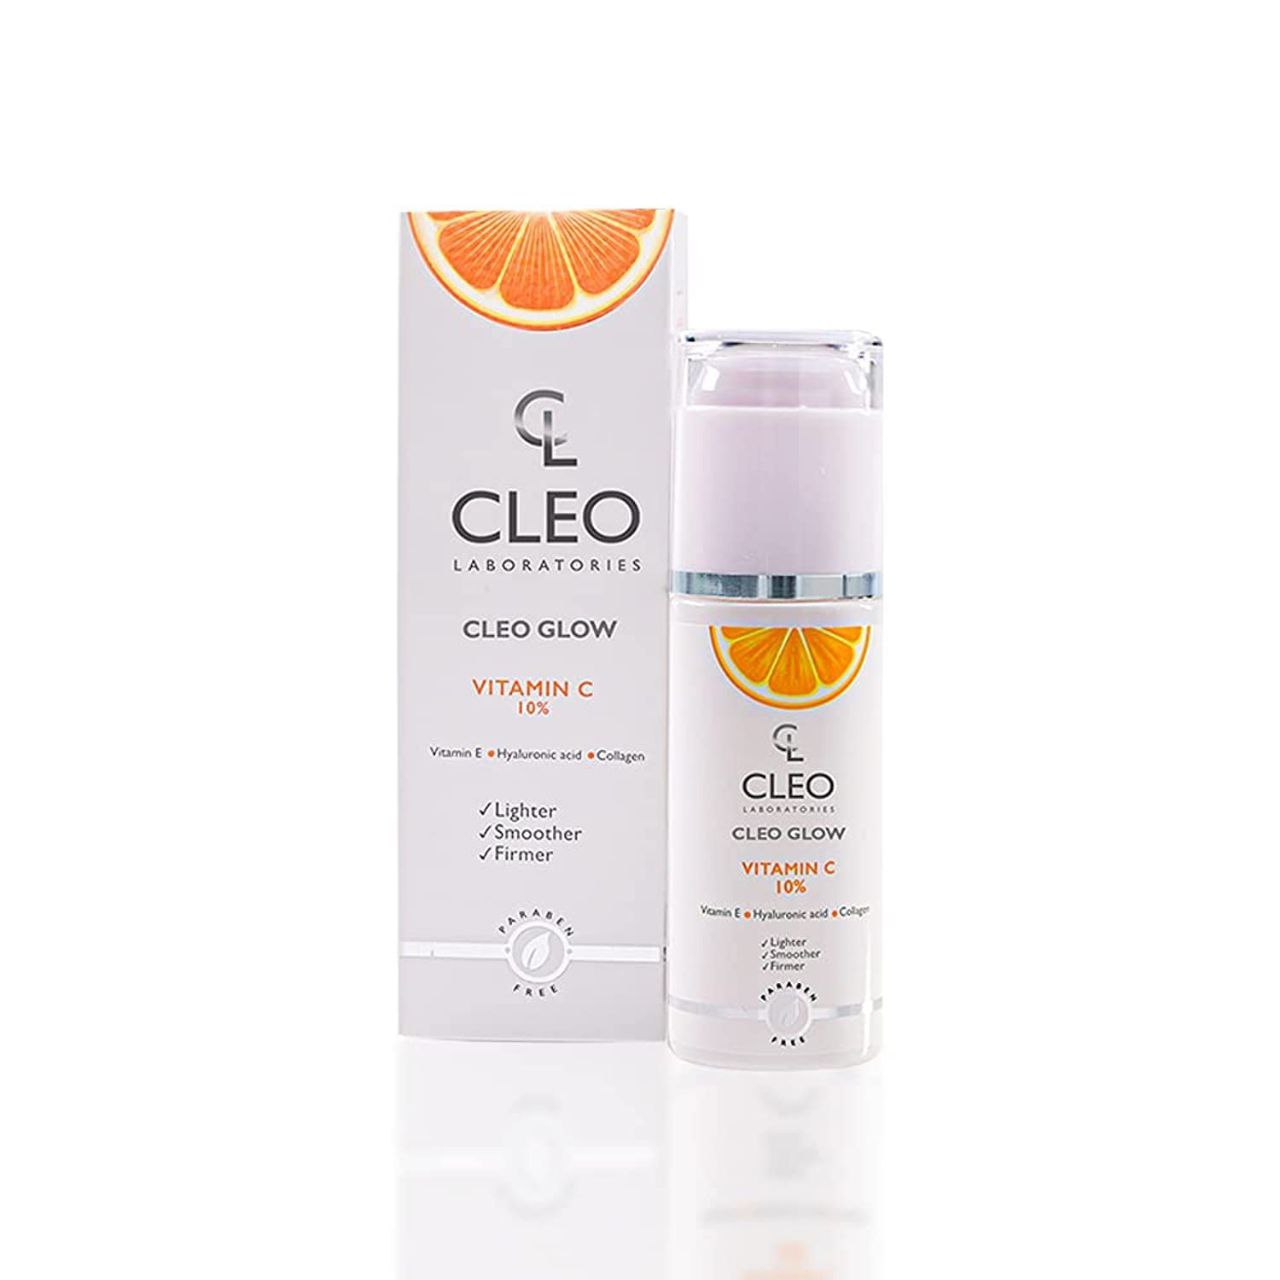 CL
CLEO
LABORATORIES
CLEO GLOW
VITAMIN C
10%
Vitamin E • Hyaluronic acid • Collagen
✓Lighter
✓Smoother
✓Firmer
PARABEN
FREE
CL
CLEO
LABORATORIES
CLEO GLOW
VITAMIN C
10%
Vitamin E • Hyaluronic acid • Collagen
✓Lighter
✓Smoother
✓Firmer
PARABEN
FREE